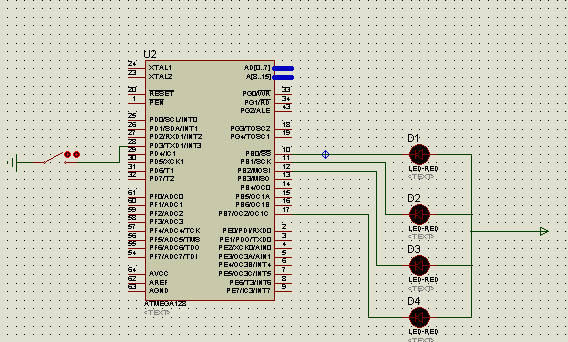 U2
24 XTAL1 AD[0..7]
23 XTAL2 A[8..15]
20 RESET PG0/WR 33
1 PEN PG1/RD 34
PG2/ALE 43
25 PD0/SCL/INT0
26 PD1/SDA/INT1 PG3/TOSC2 18
27 PD2/RXD1/INT2 PG4/TOSC1 19
28 PD3/TXD1/INT3
29 PD4/IC1 PB0/SS 10
30 PD5/XCK1 PB1/SCK 11
31 PD6/T1 PB2/MOSI 12
32 PD7/T2 PB3/MISO 13
PB4/OC0 14
61 PF0/ADC0 PB5/OC1A 15
60 PF1/ADC1 PB6/OC1B 16
59 PF2/ADC2 PB7/OC2/OC1C 17
58 PF3/ADC3
57 PF4/ADC4/TCK PE0/PDI/RXD0 2
56 PF5/ADC5/TMS PE1/PDO/TXD0 3
55 PF6/ADC6/TDO PE2/XCK0/AIN0 4
54 PF7/ADC7/TDI PE3/OC3A/AIN1 5
PE4/OC3B/INT4 6
64 AVCC PE5/OC3C/INT5 7
62 AREF PE6/T3/INT6 8
63 AGND PE7/IC3/INT7 9
ATMEGA128
<TEXT>
D1
LED-RED
<TEXT>
D2
LED-RED
<TEXT>
D3
LED-RED
<TEXT>
D4
LED-RED
<TEXT>